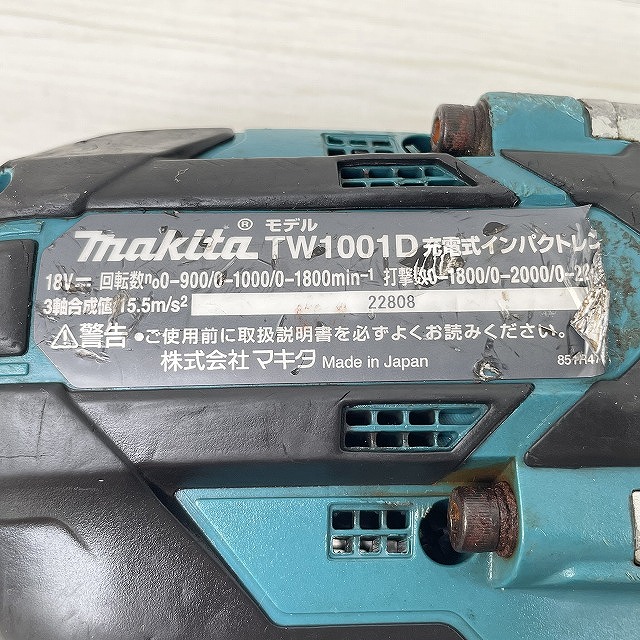 makita® モデル TW1001D 充電式インパクトレン
18V⎓ 回転数n₀0-900/0-1000/0-1800min⁻¹ 打撃数0-1800/0-2000/0-2
3軸合成値 15.5m/s² 22808
⚠警告 ●ご使用前に取扱説明書を必ずよくお読みください。
株式会社マキタ Made in Japan